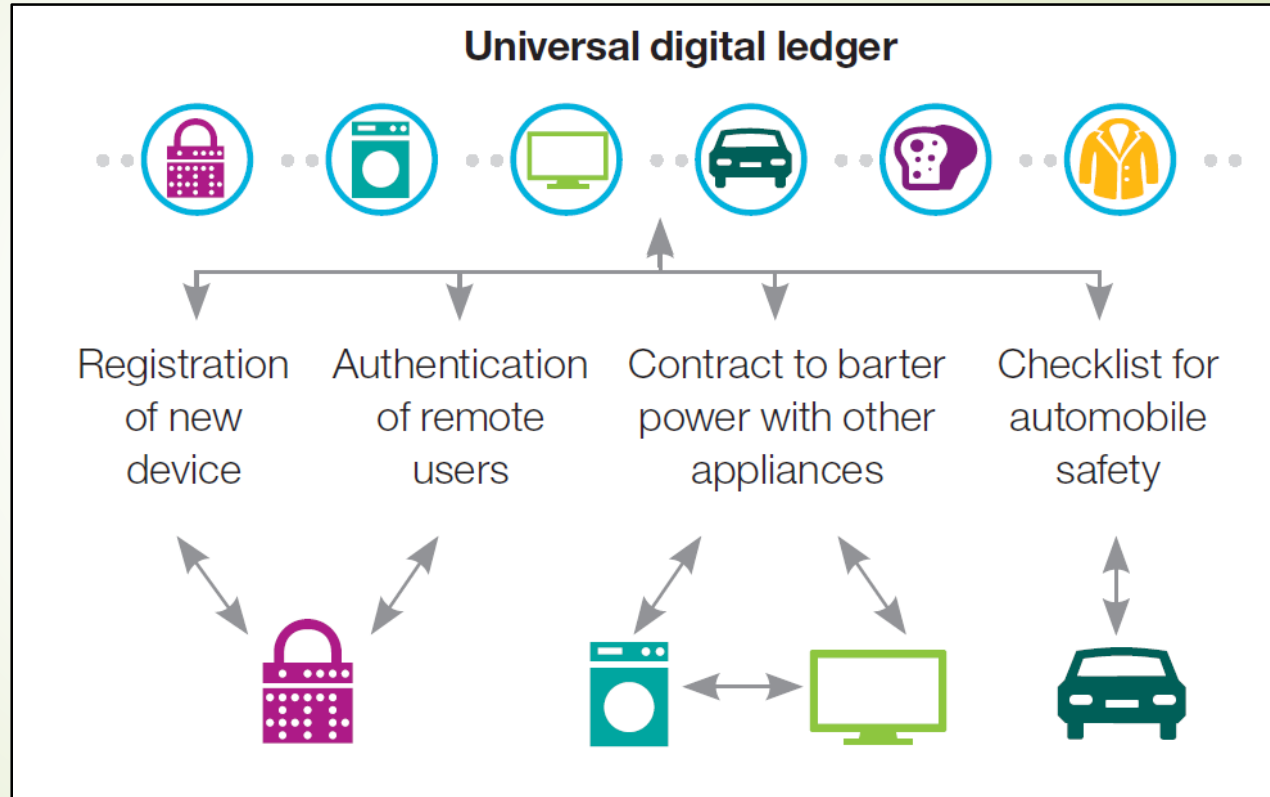 Universal digital ledger
Registration
of new
device
Authentication
of remote
users
Contract to barter
power with other
appliances
Checklist for
automobile
safety